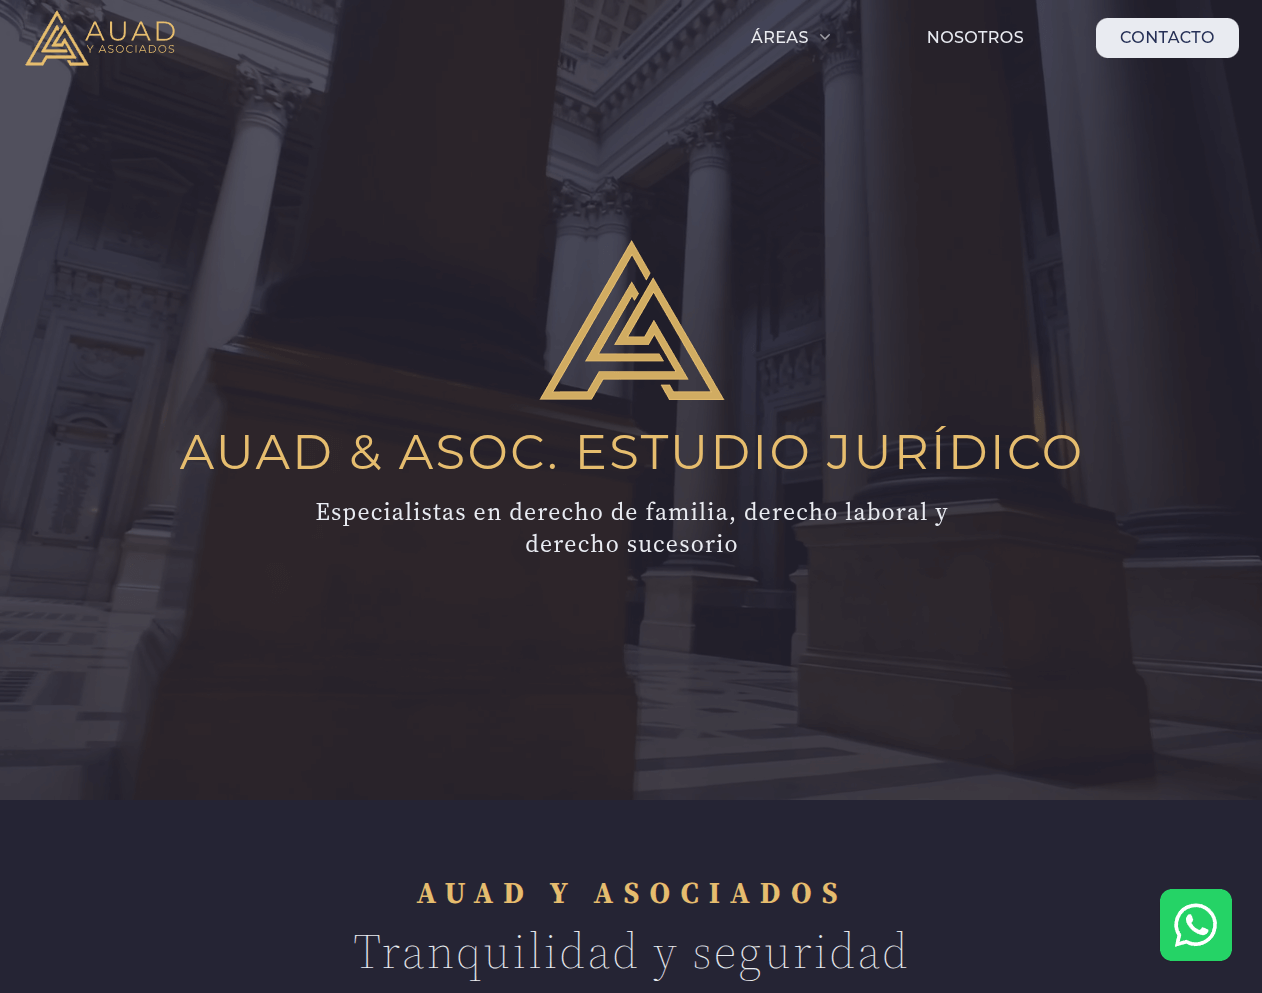 AUAD
Y ASOCIADOS
ÁREAS
NOSOTROS
CONTACTO
AUAD & ASOC. ESTUDIO JURÍDICO
Especialistas en derecho de familia, derecho laboral y
derecho sucesorio
AUAD Y ASOCIADOS
Tranquilidad y seguridad